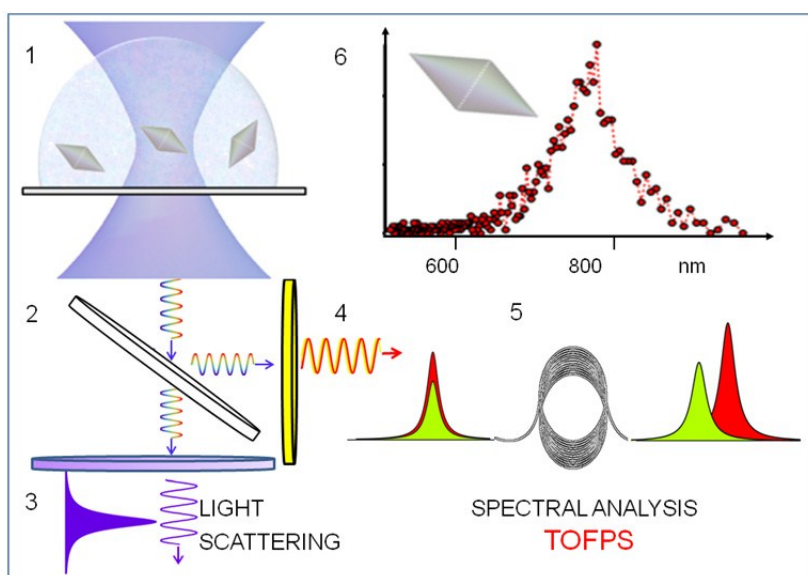 1
6
600
800
nm
2
4
5
3
LIGHT
SCATTERING
SPECTRAL ANALYSIS
TOFPS